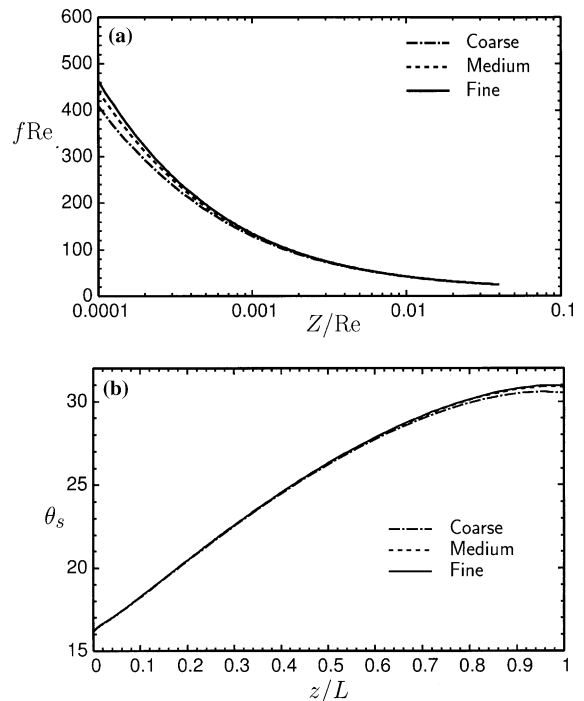 600
(a)
Coarse
500
Medium
Fine
400
fRe
300
200
100
0
0.0001 0.001 0.01 0.1
Z/Re
(b)
30
25
θs
Coarse
Medium
20
Fine
15
0 0.1 0.2 0.3 0.4 0.5 0.6 0.7 0.8 0.9 1
z/L